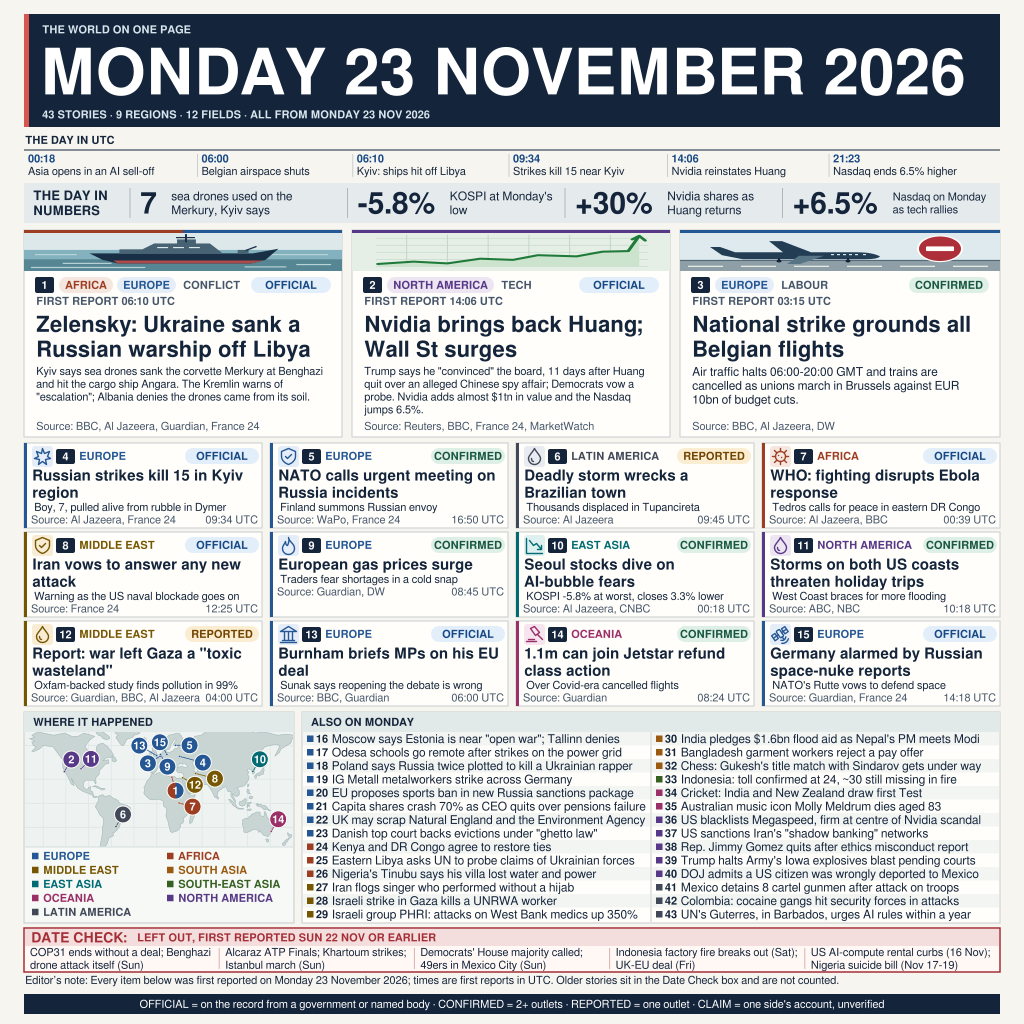 THE WORLD ON ONE PAGE
MONDAY 23 NOVEMBER 2026
43 STORIES · 9 REGIONS · 12 FIELDS · ALL FROM MONDAY 23 NOV 2026
THE DAY IN UTC
00:18
Asia opens in an AI sell-off
06:00
Belgian airspace shuts
06:10
Kyiv: ships hit off Libya
09:34
Strikes kill 15 near Kyiv
14:06
Nvidia reinstates Huang
21:23
Nasdaq ends 6.5% higher
THE DAY IN
NUMBERS
7
sea drones used on the
Merkury, Kyiv says
-5.8%
KOSPI at Monday's
low
+30%
Nvidia shares as
Huang returns
+6.5%
Nasdaq on Monday
as tech rallies
1 AFRICA EUROPE CONFLICT OFFICIAL
FIRST REPORT 06:10 UTC
Zelensky: Ukraine sank a
Russian warship off Libya
Kyiv says sea drones sank the corvette Merkury at Benghazi
and hit the cargo ship Angara. The Kremlin warns of
"escalation"; Albania denies the drones came from its soil.
Source: BBC, Al Jazeera, Guardian, France 24
2 NORTH AMERICA TECH OFFICIAL
FIRST REPORT 14:06 UTC
Nvidia brings back Huang;
Wall St surges
Trump says he "convinced" the board, 11 days after Huang
quit over an alleged Chinese spy affair; Democrats vow a
probe. Nvidia adds almost $1tn in value and the Nasdaq
jumps 6.5%.
Source: Reuters, BBC, France 24, MarketWatch
3 EUROPE LABOUR CONFIRMED
FIRST REPORT 03:15 UTC
National strike grounds all
Belgian flights
Air traffic halts 06:00-20:00 GMT and trains are
cancelled as unions march in Brussels against EUR
10bn of budget cuts.
Source: BBC, Al Jazeera, DW
4 EUROPE OFFICIAL
Russian strikes kill 15 in Kyiv
region
Boy, 7, pulled alive from rubble in Dymer
Source: Al Jazeera, France 24 09:34 UTC
5 EUROPE CONFIRMED
NATO calls urgent meeting on
Russia incidents
Finland summons Russian envoy
Source: WaPo, France 24 16:50 UTC
6 LATIN AMERICA REPORTED
Deadly storm wrecks a
Brazilian town
Thousands displaced in Tupancireta
Source: Al Jazeera 09:45 UTC
7 AFRICA OFFICIAL
WHO: fighting disrupts Ebola
response
Tedros calls for peace in eastern DR Congo
Source: Al Jazeera, BBC 00:39 UTC
8 MIDDLE EAST OFFICIAL
Iran vows to answer any new
attack
Warning as the US naval blockade goes on
Source: France 24 12:25 UTC
9 EUROPE CONFIRMED
European gas prices surge
Traders fear shortages in a cold snap
Source: Guardian, DW 08:45 UTC
10 EAST ASIA CONFIRMED
Seoul stocks dive on
AI-bubble fears
KOSPI -5.8% at worst, closes 3.3% lower
Source: Al Jazeera, CNBC 00:18 UTC
11 NORTH AMERICA CONFIRMED
Storms on both US coasts
threaten holiday trips
West Coast braces for more flooding
Source: ABC, NBC 10:18 UTC
12 MIDDLE EAST REPORTED
Report: war left Gaza a "toxic
wasteland"
Oxfam-backed study finds pollution in 99%
Source: Guardian, BBC, Al Jazeera 04:00 UTC
13 EUROPE OFFICIAL
Burnham briefs MPs on his EU
deal
Sunak says reopening the debate is wrong
Source: BBC, Guardian 06:00 UTC
14 OCEANIA CONFIRMED
1.1m can join Jetstar refund
class action
Over Covid-era cancelled flights
Source: Guardian 08:24 UTC
15 EUROPE OFFICIAL
Germany alarmed by Russian
space-nuke reports
NATO's Rutte vows to defend space
Source: Guardian, France 24 14:18 UTC
WHERE IT HAPPENED
2 11 13 15 5 3 9 4 10 8 12 1 7 6 14
EUROPE
AFRICA
MIDDLE EAST
SOUTH ASIA
EAST ASIA
SOUTH-EAST ASIA
OCEANIA
NORTH AMERICA
LATIN AMERICA
ALSO ON MONDAY
16 Moscow says Estonia is near "open war"; Tallinn denies
17 Odesa schools go remote after strikes on the power grid
18 Poland says Russia twice plotted to kill a Ukrainian rapper
19 IG Metall metalworkers strike across Germany
20 EU proposes sports ban in new Russia sanctions package
21 Capita shares crash 70% as CEO quits over pensions failure
22 UK may scrap Natural England and the Environment Agency
23 Danish top court backs evictions under "ghetto law"
24 Kenya and DR Congo agree to restore ties
25 Eastern Libya asks UN to probe claims of Ukrainian forces
26 Nigeria's Tinubu says his villa lost water and power
27 Iran flogs singer who performed without a hijab
28 Israeli strike in Gaza kills a UNRWA worker
29 Israeli group PHRI: attacks on West Bank medics up 350%
30 India pledges $1.6bn flood aid as Nepal's PM meets Modi
31 Bangladesh garment workers reject a pay offer
32 Chess: Gukesh's title match with Sindarov gets under way
33 Indonesia: toll confirmed at 24, ~30 still missing in fire
34 Cricket: India and New Zealand draw first Test
35 Australian music icon Molly Meldrum dies aged 83
36 US blacklists Megaspeed, firm at centre of Nvidia scandal
37 US sanctions Iran's "shadow banking" networks
38 Rep. Jimmy Gomez quits after ethics misconduct report
39 Trump halts Army's Iowa explosives blast pending courts
40 DOJ admits a US citizen was wrongly deported to Mexico
41 Mexico detains 8 cartel gunmen after attack on troops
42 Colombia: cocaine gangs hit security forces in attacks
43 UN's Guterres, in Barbados, urges AI rules within a year
DATE CHECK: LEFT OUT, FIRST REPORTED SUN 22 NOV OR EARLIER
COP31 ends without a deal; Benghazi
drone attack itself (Sun)
Alcaraz ATP Finals; Khartoum strikes;
Istanbul march (Sun)
Democrats' House majority called;
49ers in Mexico City (Sun)
Indonesia factory fire breaks out (Sat);
UK-EU deal (Fri)
US AI-compute rental curbs (16 Nov);
Nigeria suicide bill (Nov 17-19)
Editor's note: Every item below was first reported on Monday 23 November 2026; times are first reports in UTC. Older stories sit in the Date Check box and are not counted.
OFFICIAL = on the record from a government or named body · CONFIRMED = 2+ outlets · REPORTED = one outlet · CLAIM = one side's account, unverified